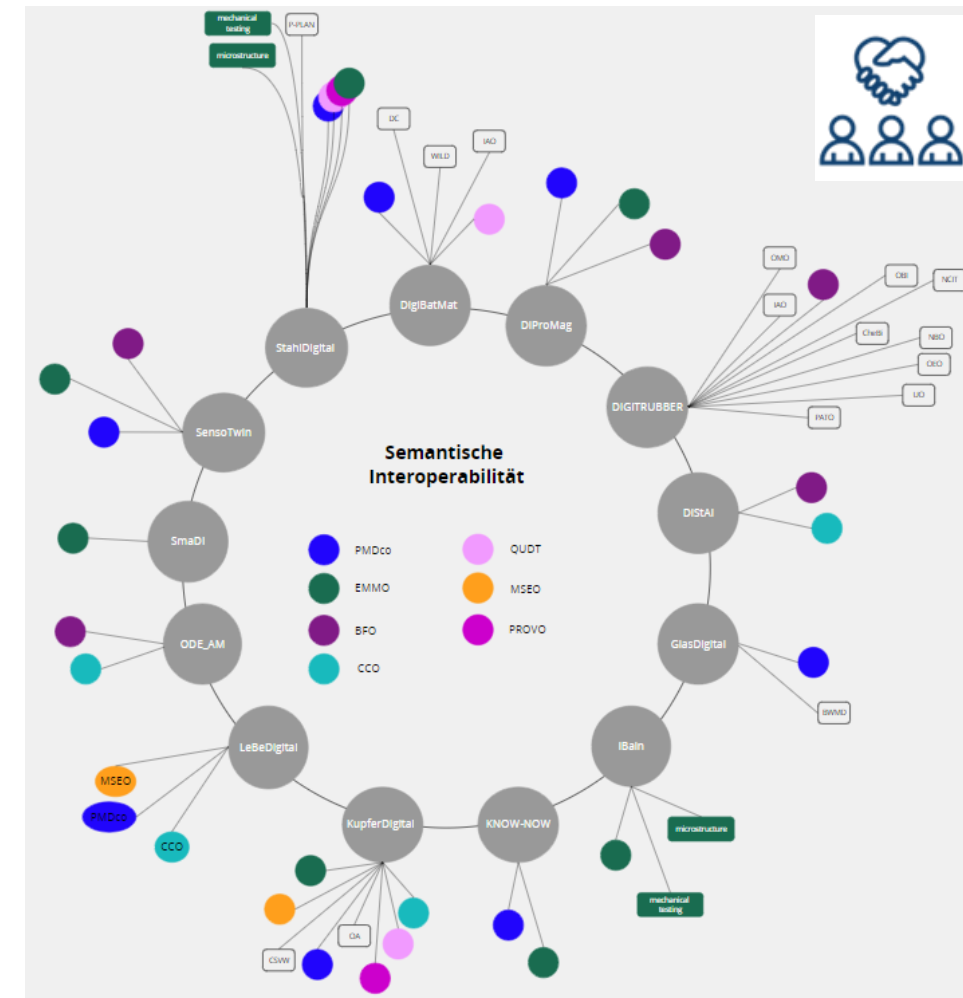 mechanical
testing
P-PLAN
microstructure
DC
WILD
IAO
DigiBatMat
DiProMag
StahlDigital
OMO
OBI
NCIT
IAO
CheBi
NBO
OEO
UO
PATO
DIGITRUBBER
SensoTwin
Semantische
Interoperabilität
DiStAl
SmaDi
PMDco
QUDT
EMMO
MSEO
BFO
PROVO
CCO
ODE_AM
GlasDigital
BWMD
LeBeDigital
iBain
MSEO
PMDco
CCO
KupferDigital
KNOW-NOW
microstructure
mechanical
testing
OA
CSVW